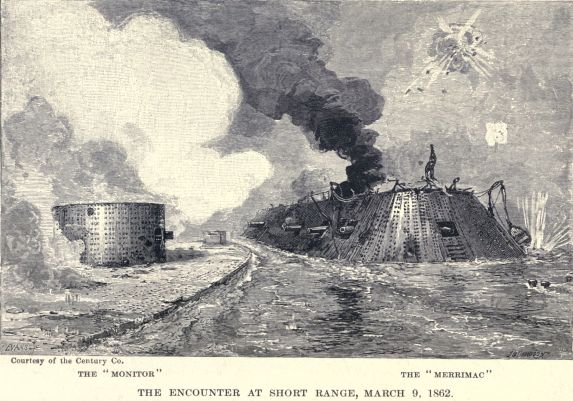 Courtesy of the Century Co.
THE "MONITOR"
THE "MERRIMAC"
THE ENCOUNTER AT SHORT RANGE, MARCH 9, 1862.